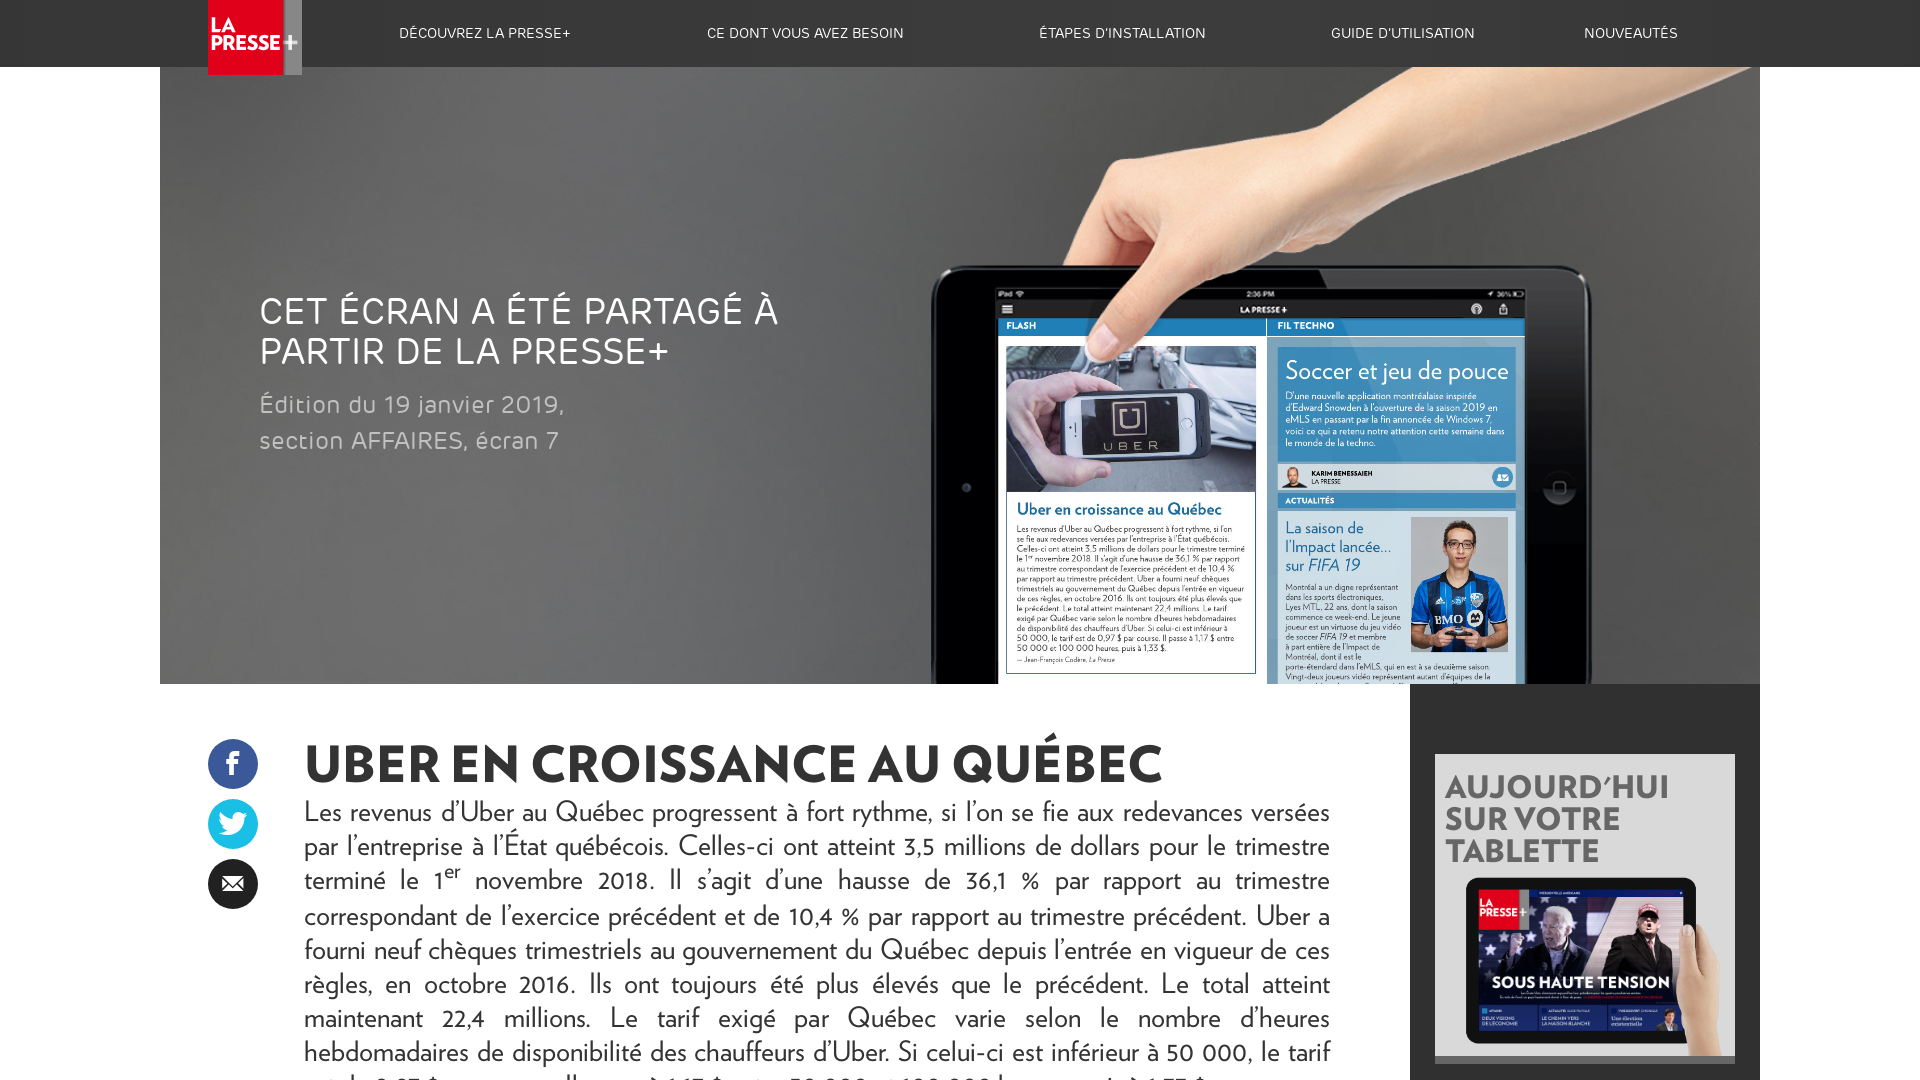 LA
PRESSE+
DÉCOUVREZ LA PRESSE+
CE DONT VOUS AVEZ BESOIN
ÉTAPES D'INSTALLATION
GUIDE D'UTILISATION
NOUVEAUTÉS
CET ÉCRAN A ÉTÉ PARTAGÉ À
PARTIR DE LA PRESSE+
Édition du 19 janvier 2019,
section AFFAIRES, écran 7
iPad
2:36 PM
36%
LA PRESSE+
FLASH
UBER
Uber en croissance au Québec
Les revenus d'Uber au Québec progressent à fort rythme, si l'on
se fie aux redevances versées par l'entreprise à l'État québécois.
Celles-ci ont atteint 3,5 millions de dollars pour le trimestre terminé
le 1er novembre 2018. Il s'agit d'une hausse de 36,1 % par rapport
au trimestre correspondant de l'exercice précédent et de 10,4 %
par rapport au trimestre précédent. Uber a fourni neuf chèques
trimestriels au gouvernement du Québec depuis l'entrée en vigueur
de ces règles, en octobre 2016. Ils ont toujours été plus élevés que
le précédent. Le total atteint maintenant 22,4 millions. Le tarif
exigé par Québec varie selon le nombre d'heures hebdomadaires
de disponibilité des chauffeurs d'Uber. Si celui-ci est inférieur à
50 000, le tarif est de 0,97 $ par course. Il passe à 1,17 $ entre
50 000 et 100 000 heures, puis à 1,33 $.
— Jean-François Codère, La Presse
FIL TECHNO
Soccer et jeu de pouce
D'une nouvelle application montréalaise inspirée
d'Edward Snowden à l'ouverture de la saison 2019 en
eMLS en passant par la fin annoncée de Windows 7,
voici ce qui a retenu notre attention cette semaine dans
le monde de la techno.
KARIM BENESSAIEH
LA PRESSE
ACTUALITÉS
La saison de
l'Impact lancée…
sur FIFA 19
Montréal a un digne représentant
dans les sports électroniques,
Lyes MTL, 22 ans, dont la saison
commence ce week-end. Le jeune
joueur est un virtuose du jeu vidéo
de soccer FIFA 19 et membre
à part entière de l'Impact de
Montréal, dont il est le
porte-étendard dans l'eMLS, qui en est à sa deuxième saison.
Vingt-deux joueurs vidéo représentant autant d'équipes de la
BMO
UBER EN CROISSANCE AU QUÉBEC
Les revenus d'Uber au Québec progressent à fort rythme, si l'on se fie aux redevances versées
par l'entreprise à l'État québécois. Celles-ci ont atteint 3,5 millions de dollars pour le trimestre
terminé le 1er novembre 2018. Il s'agit d'une hausse de 36,1 % par rapport au trimestre
correspondant de l'exercice précédent et de 10,4 % par rapport au trimestre précédent. Uber a
fourni neuf chèques trimestriels au gouvernement du Québec depuis l'entrée en vigueur de ces
règles, en octobre 2016. Ils ont toujours été plus élevés que le précédent. Le total atteint
maintenant 22,4 millions. Le tarif exigé par Québec varie selon le nombre d'heures
hebdomadaires de disponibilité des chauffeurs d'Uber. Si celui-ci est inférieur à 50 000, le tarif
AUJOURD'HUI
SUR VOTRE
TABLETTE
LA
PRESSE+
SOUS HAUTE TENSION
DEUX VISIONS
DE L'ÉCONOMIE
LE CHEMIN VERS
LA MAISON-BLANCHE
Une élection
existentielle